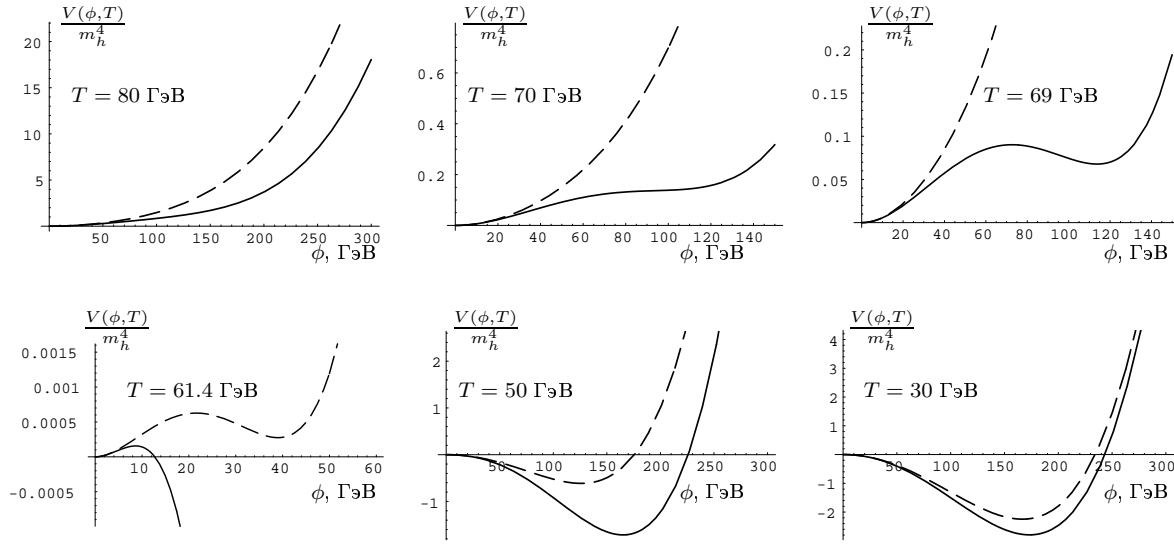 V(ϕ,T)
m_h^4
20
15
10
5
T = 80 ГэВ
50 100 150 200 250 300
ϕ, ГэВ
V(ϕ,T)
m_h^4
0.6
0.4
0.2
T = 70 ГэВ
20 40 60 80 100 120 140
ϕ, ГэВ
V(ϕ,T)
m_h^4
0.2
0.15
0.1
0.05
T = 69 ГэВ
20 40 60 80 100 120 140
ϕ, ГэВ
V(ϕ,T)
m_h^4
0.0015
0.001
0.0005
-0.0005
T = 61.4 ГэВ
10 20 30 40 50 60
ϕ, ГэВ
V(ϕ,T)
m_h^4
2
1
-1
T = 50 ГэВ
50 100 150 200 250 300
ϕ, ГэВ
V(ϕ,T)
m_h^4
4
3
2
1
-1
-2
T = 30 ГэВ
50 100 150 200 250 300
ϕ, ГэВ